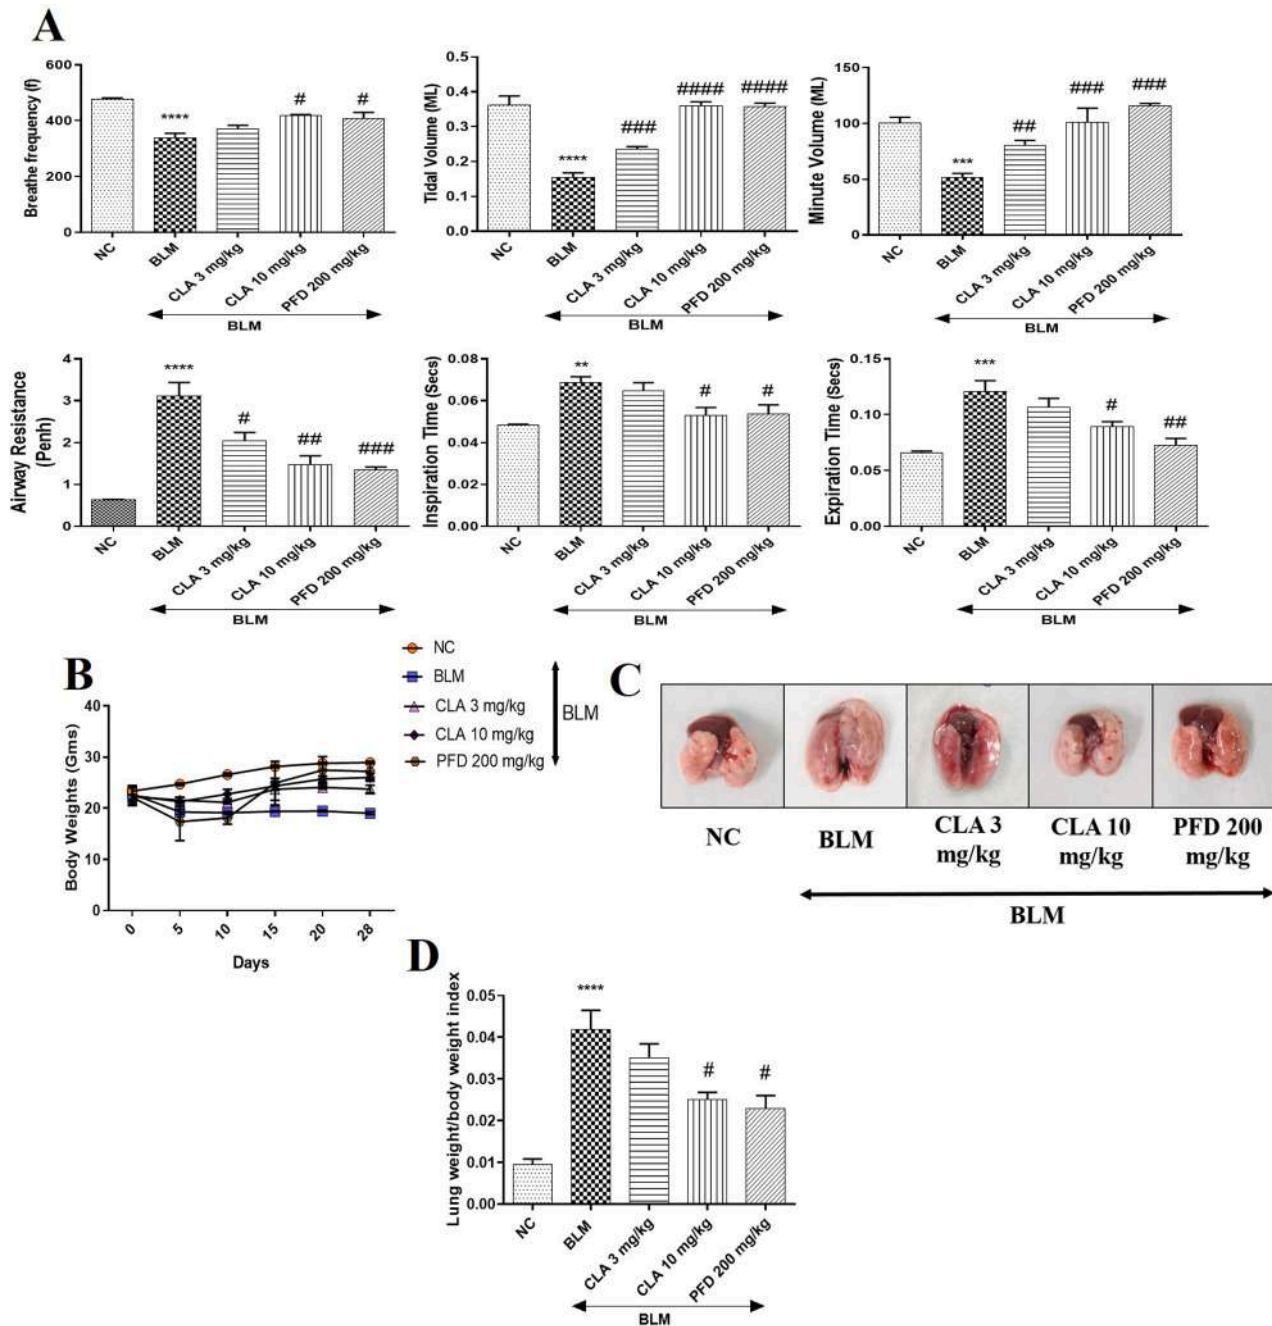 A
Breathe frequency (f)
600
400
200
0
****
#
#
NC
BLM
CLA 3 mg/kg
CLA 10 mg/kg
PFD 200 mg/kg
BLM
Tidal Volume (ML)
0.5
0.4
0.3
0.2
0.1
0.0
****
###
####
####
NC
BLM
CLA 3 mg/kg
CLA 10 mg/kg
PFD 200 mg/kg
BLM
Minute Volume (ML)
150
100
50
0
***
##
###
###
NC
BLM
CLA 3 mg/kg
CLA 10 mg/kg
PFD 200 mg/kg
BLM
Airway Resistance
(Penh)
4
3
2
1
0
****
#
##
###
NC
BLM
CLA 3 mg/kg
CLA 10 mg/kg
PFD 200 mg/kg
BLM
Inspiration Time (Secs)
0.08
0.06
0.04
0.02
0.00
**
#
#
NC
BLM
CLA 3 mg/kg
CLA 10 mg/kg
PFD 200 mg/kg
BLM
Expiration Time (Secs)
0.15
0.10
0.05
0.00
***
#
##
NC
BLM
CLA 3 mg/kg
CLA 10 mg/kg
PFD 200 mg/kg
BLM
B
NC
BLM
CLA 3 mg/kg
CLA 10 mg/kg
PFD 200 mg/kg
BLM
Body Weights (Gms)
40
30
20
10
0
0
5
10
15
20
28
Days
C
NC
BLM
CLA 3
mg/kg
CLA 10
mg/kg
PFD 200
mg/kg
BLM
D
Lung weight/body weight index
0.05
0.04
0.03
0.02
0.01
0.00
****
#
#
NC
BLM
CLA 3 mg/kg
CLA 10 mg/kg
PFD 200 mg/kg
BLM